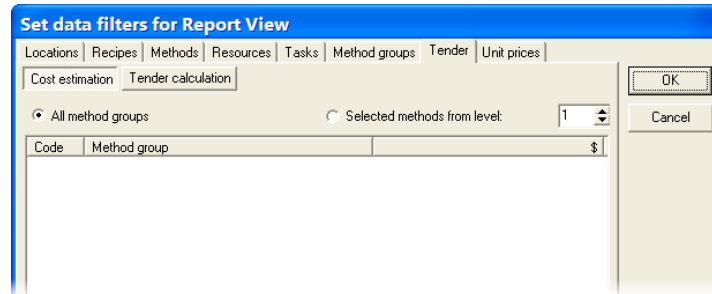 Set data filters for Report View
Locations Recipes Methods Resources Tasks Method groups Tender Unit prices
Cost estimation Tender calculation OK
All method groups Selected methods from level: 1 Cancel
Code Method group $